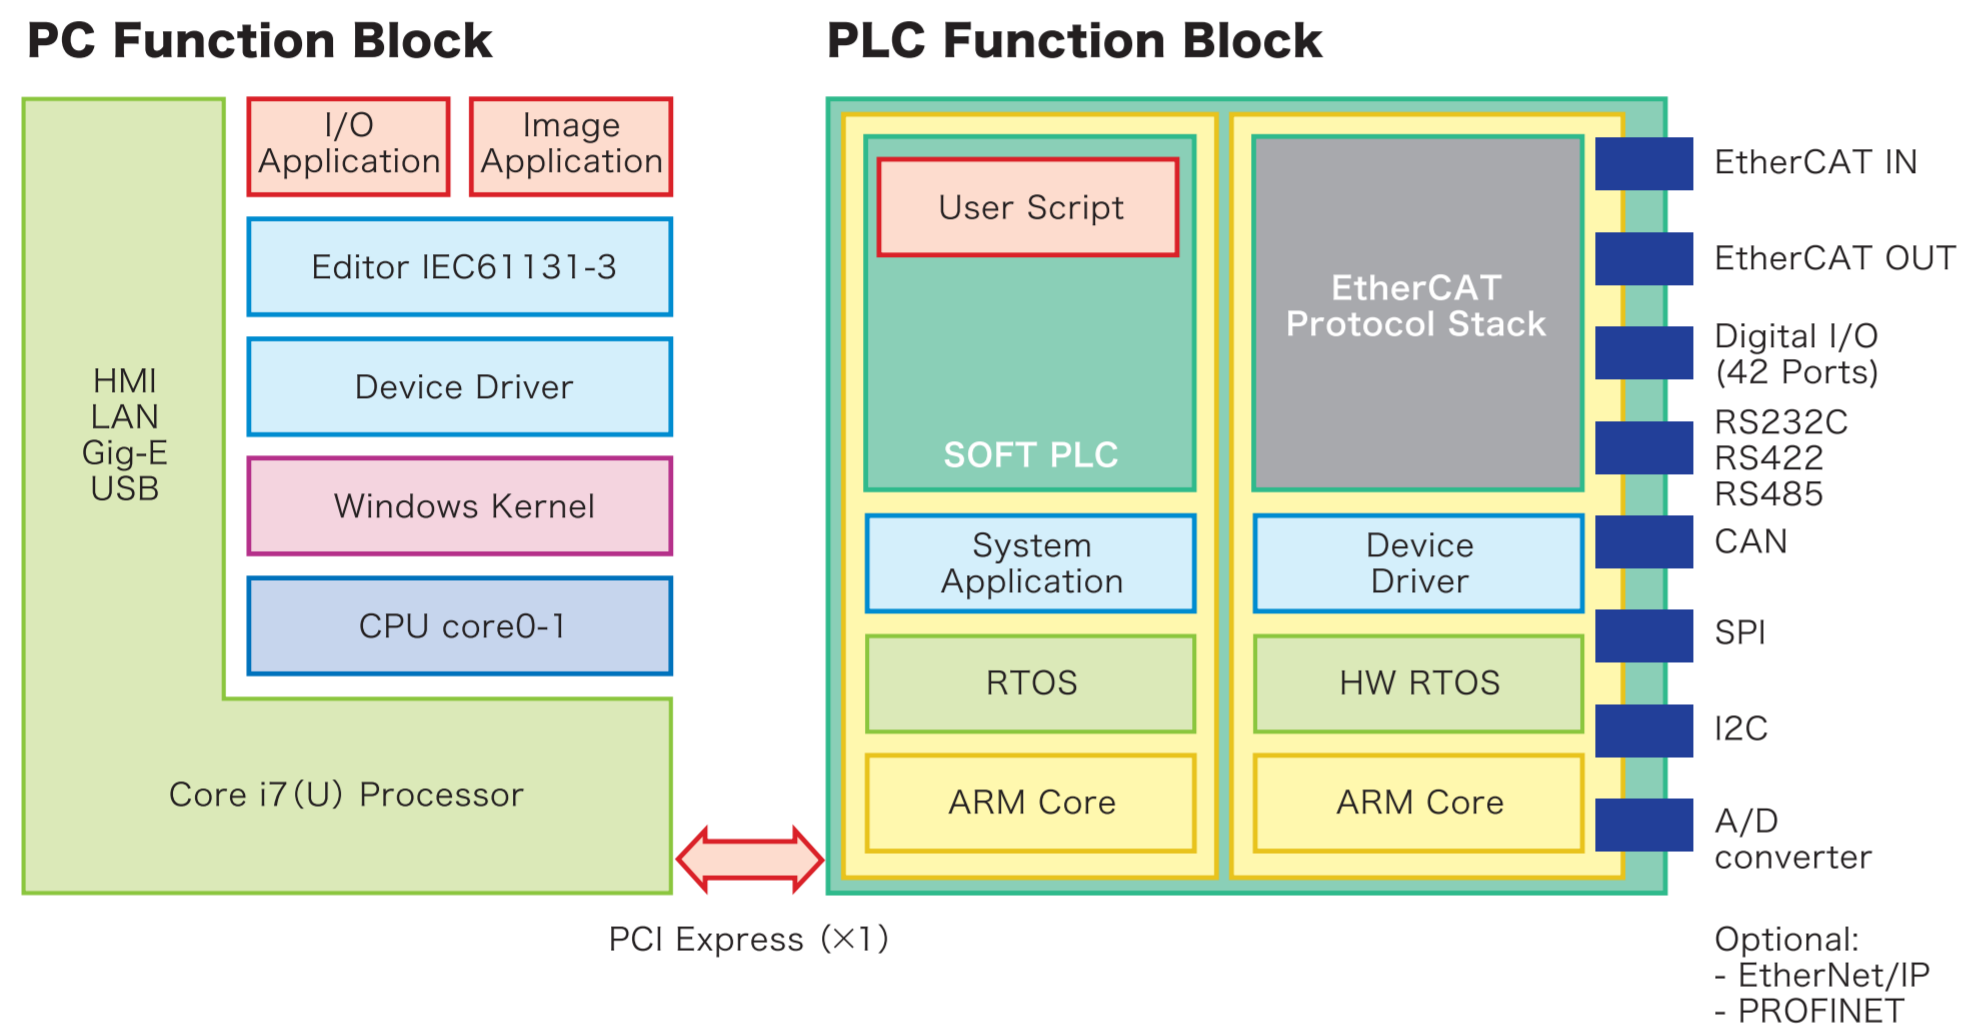 PC Function Block
PLC Function Block
I/O
Application
Image
Application
Editor IEC61131-3
Device Driver
Windows Kernel
CPU core0-1
HMI
LAN
Gig-E
USB
Core i7(U) Processor
PCI Express (×1)
User Script
SOFT PLC
System
Application
RTOS
ARM Core
EtherCAT
Protocol Stack
Device
Driver
HW RTOS
ARM Core
EtherCAT IN
EtherCAT OUT
Digital I/O
(42 Ports)
RS232C
RS422
RS485
CAN
SPI
I2C
A/D
converter
Optional:
- EtherNet/IP
- PROFINET